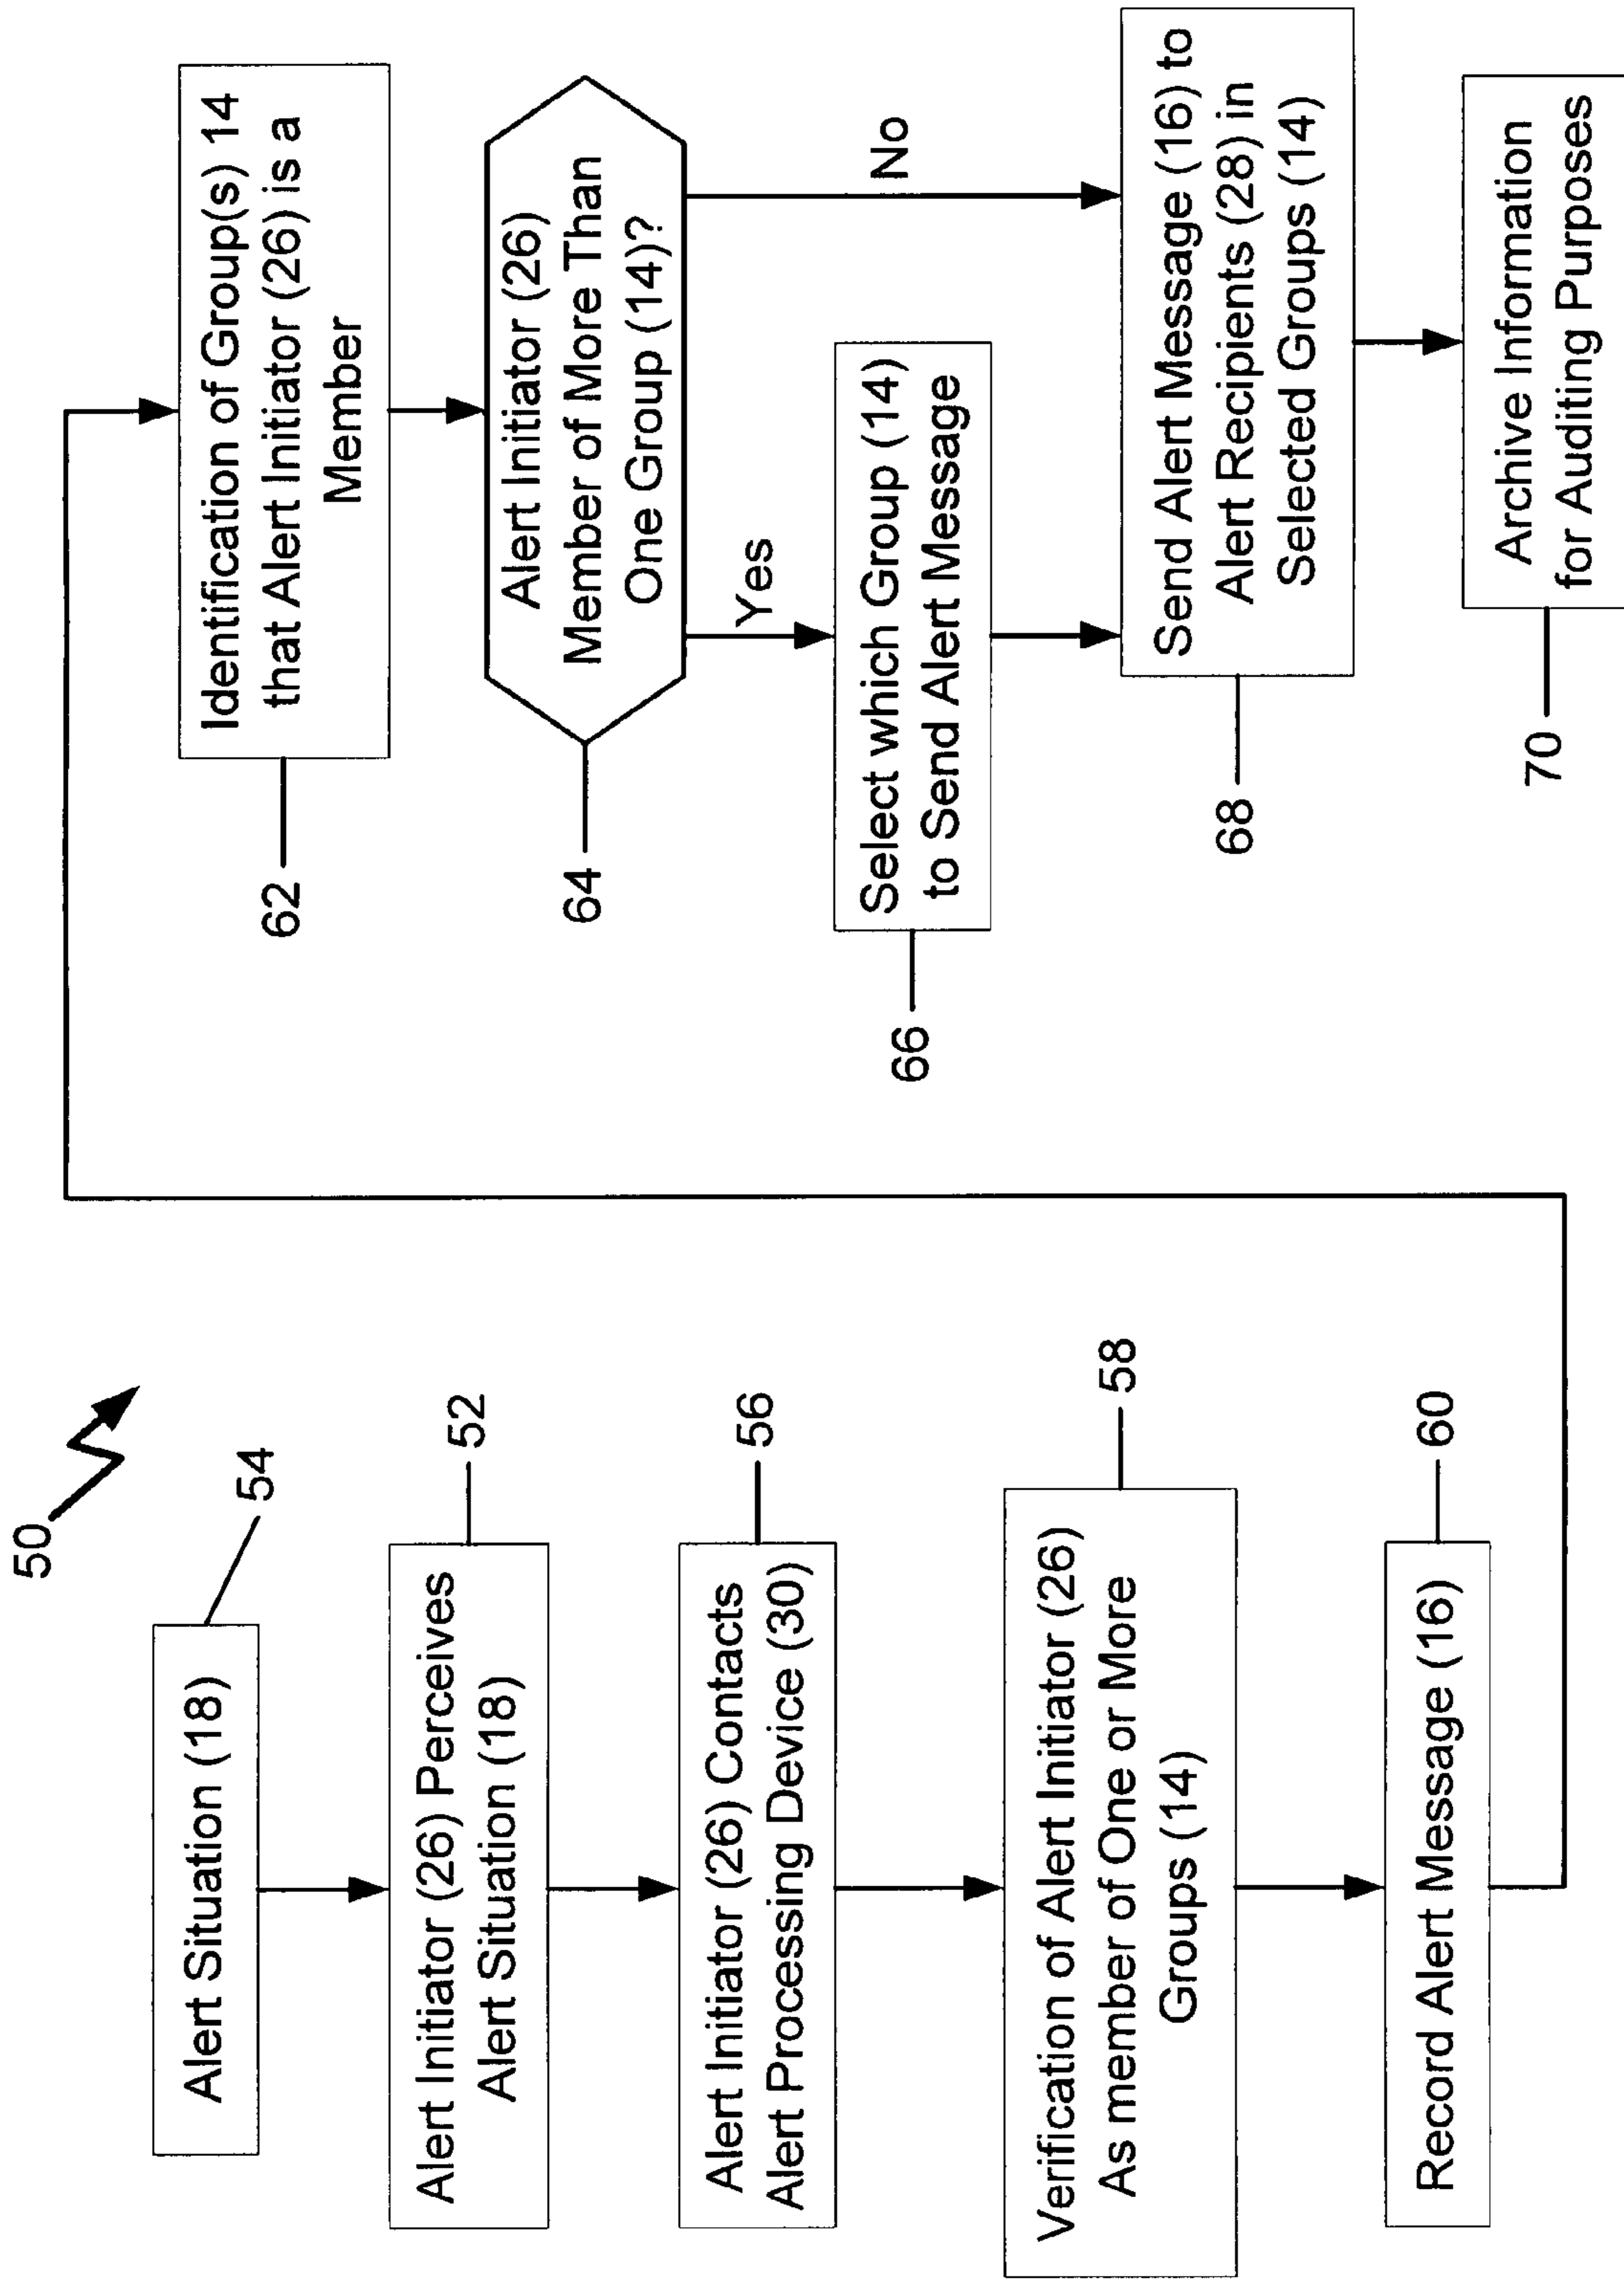 50
54
Alert Situation (18)
52
Alert Initiator (26) Perceives
Alert Situation (18)
56
Alert Initiator (26) Contacts
Alert Processing Device (30)
58
Verification of Alert Initiator (26)
As member of One or More
Groups (14)
60
Record Alert Message (16)
62
Identification of Group(s) 14
that Alert Initiator (26) is a
Member
64
Alert Initiator (26)
Member of More Than
One Group (14)?
Yes
No
66
Select which Group (14)
to Send Alert Message
68
Send Alert Message (16) to
Alert Recipients (28) in
Selected Groups (14)
70
Archive Information
for Auditing Purposes